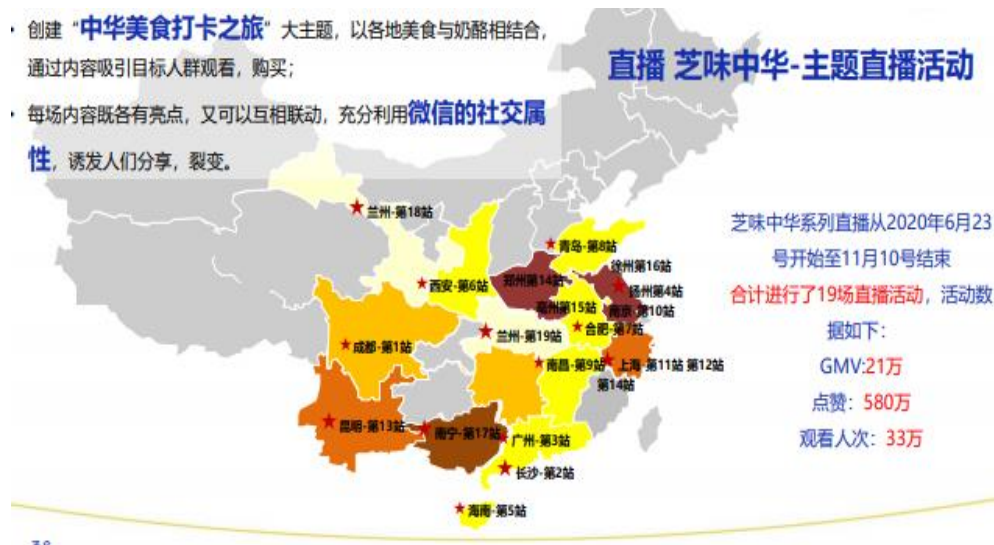 创建“中华美食打卡之旅”大主题，以各地美食与奶酪相结合，
通过内容吸引目标人群观看，购买；
每场内容既各有亮点，又可以互相联动，充分利用微信的社交属
性，诱发人们分享，裂变。
直播 芝味中华-主题直播活动
兰州-第18站
青岛-第8站
徐州第16站
西安-第6站
郑州第14站
扬州第4站
亳州第15站
南京-第10站
合肥-第7站
兰州-第19站
成都-第1站
南昌-第9站
上海-第11站 第12站
第14站
昆明-第13站
南宁-第17站
广州-第3站
长沙-第2站
海南-第5站
芝味中华系列直播从2020年6月23
号开始至11月10号结束
合计进行了19场直播活动，活动数
据如下：
GMV:21万
点赞：580万
观看人次：33万